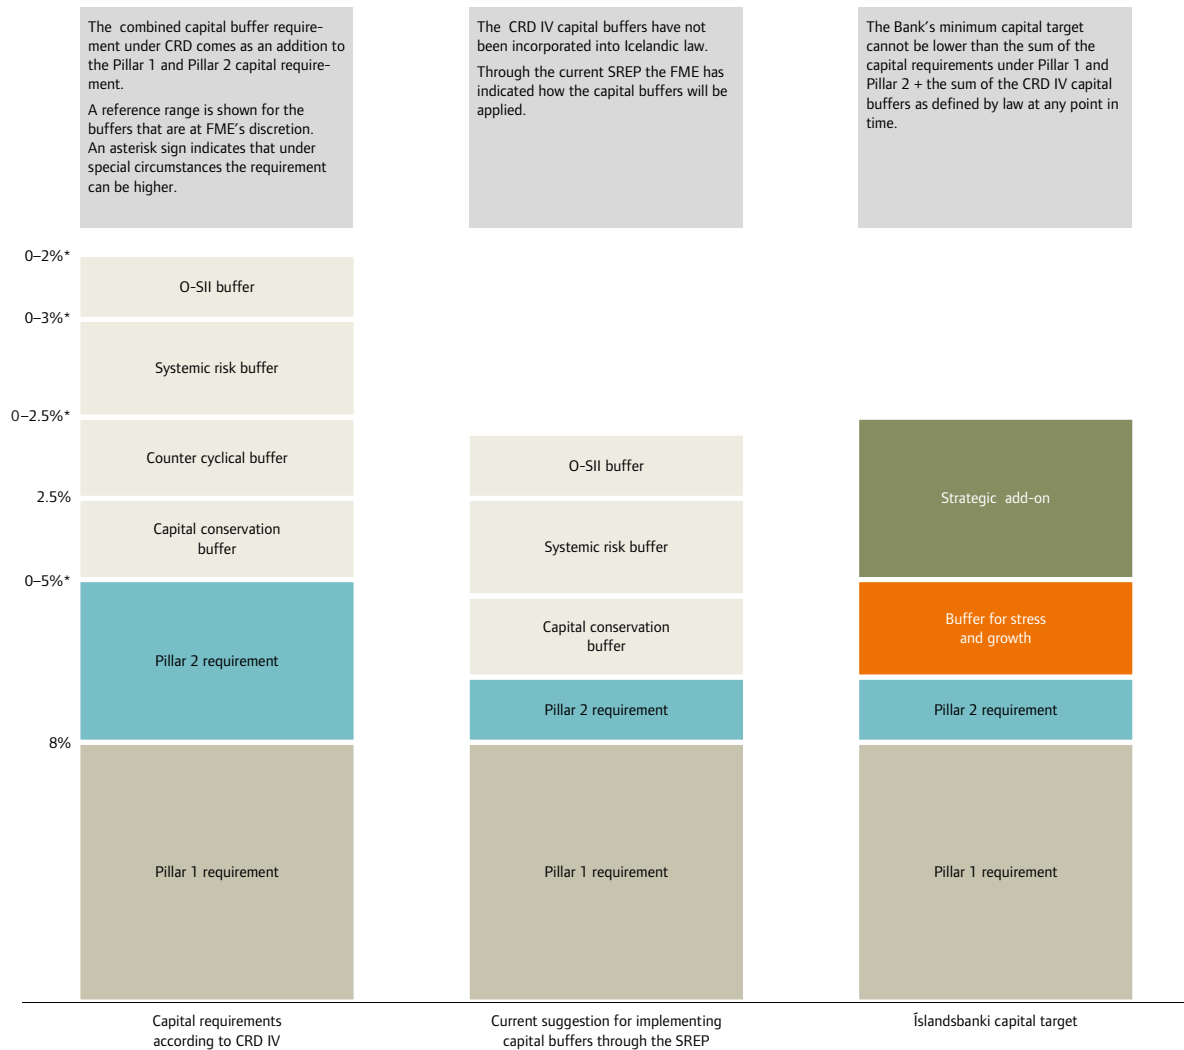 The combined capital buffer require-
ment under CRD comes as an addition to
the Pillar 1 and Pillar 2 capital require-
ment.
A reference range is shown for the
buffers that are at FME's discretion.
An asterisk sign indicates that under
special circumstances the requirement
can be higher.
The CRD IV capital buffers have not
been incorporated into Icelandic law.
Through the current SREP the FME has
indicated how the capital buffers will be
applied.
The Bank's minimum capital target
cannot be lower than the sum of the
capital requirements under Pillar 1 and
Pillar 2 + the sum of the CRD IV capital
buffers as defined by law at any point in
time.
0–2%*
O-SII buffer
0–3%*
Systemic risk buffer
0–2.5%*
Counter cyclical buffer
2.5%
Capital conservation
buffer
0–5%*
Pillar 2 requirement
8%
Pillar 1 requirement
Capital requirements
according to CRD IV
O-SII buffer
Systemic risk buffer
Capital conservation
buffer
Pillar 2 requirement
Pillar 1 requirement
Current suggestion for implementing
capital buffers through the SREP
Strategic add-on
Buffer for stress
and growth
Pillar 2 requirement
Pillar 1 requirement
Íslandsbanki capital target